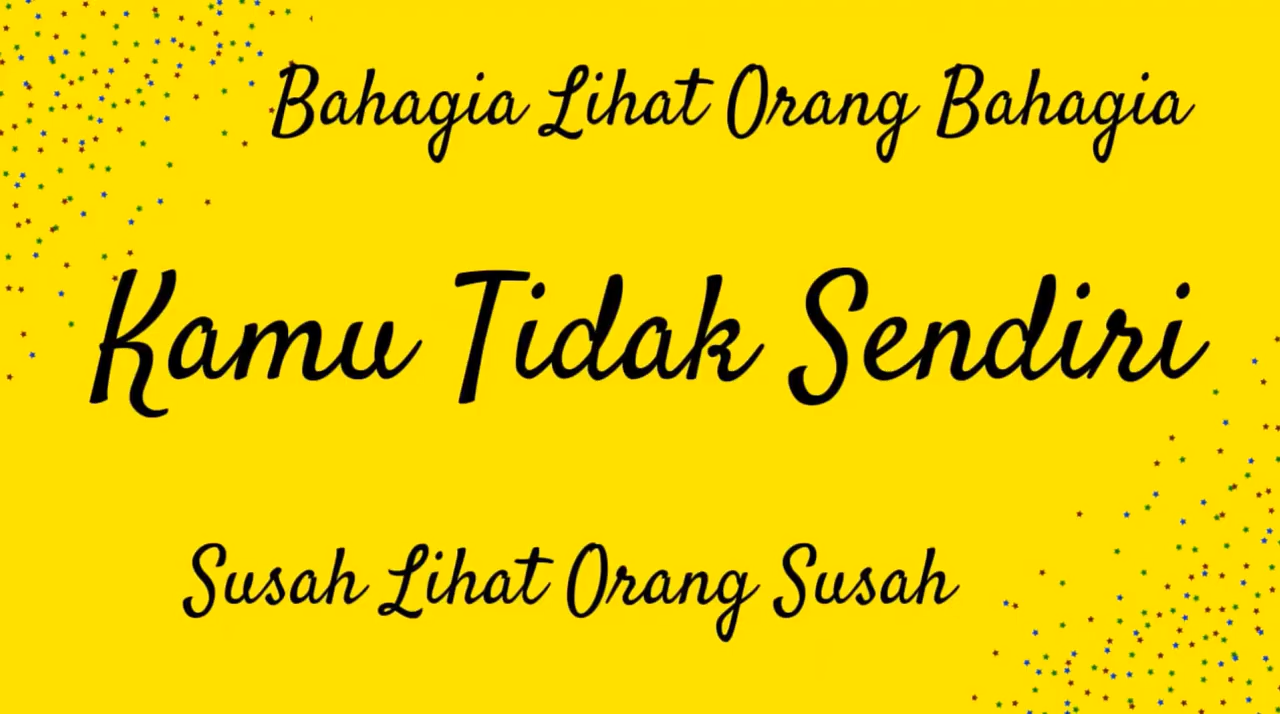 Bahagia Lihat Orang Bahagia
Kamu Tidak Sendiri
Susah Lihat Orang Susah